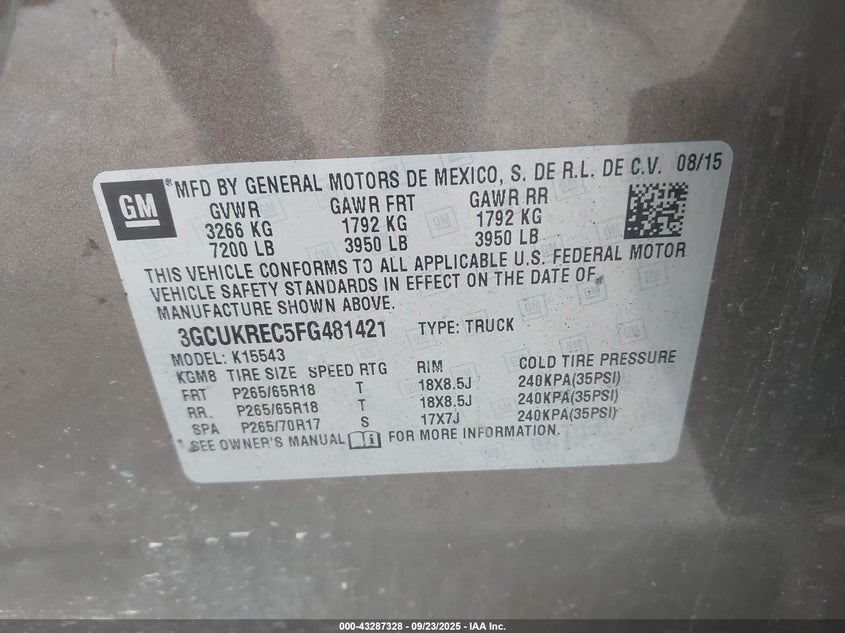 GM
*MFD BY GENERAL MOTORS DE MEXICO, S. DE R.L. DE C.V. 08/15
GVWR GAWR FRT GAWR RR
3266 KG 1792 KG 1792 KG
7200 LB 3950 LB 3950 LB
THIS VEHICLE CONFORMS TO ALL APPLICABLE U.S. FEDERAL MOTOR
VEHICLE SAFETY STANDARDS IN EFFECT ON THE DATE OF
MANUFACTURE SHOWN ABOVE.
3GCUKREC5FG481421 TYPE: TRUCK
MODEL: K15543
KGM8 TIRE SIZE SPEED RTG RIM COLD TIRE PRESSURE
FRT P265/65R18 T 18X8.5J 240KPA(35PSI)
RR. P265/65R18 T 18X8.5J 240KPA(35PSI)
SPA P265/70R17 S 17X7J 240KPA(35PSI)
*SEE OWNER'S MANUAL FOR MORE INFORMATION.
000-43287328 - 09/23/2025 - IAA Inc.